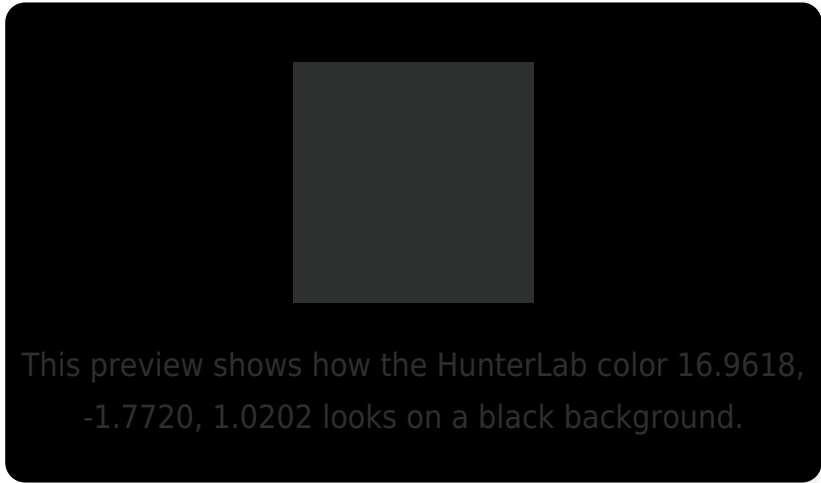 This preview shows how the HunterLab color 16.9618,
-1.7720, 1.0202 looks on a black background.